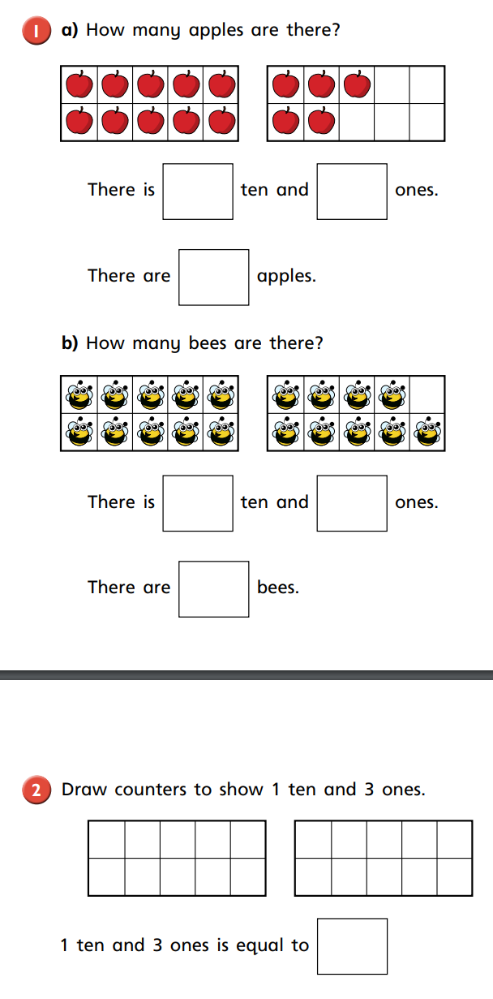 1 a) How many apples are there?
There is ten and ones.
There are apples.
b) How many bees are there?
There is ten and ones.
There are bees.
2 Draw counters to show 1 ten and 3 ones.
1 ten and 3 ones is equal to